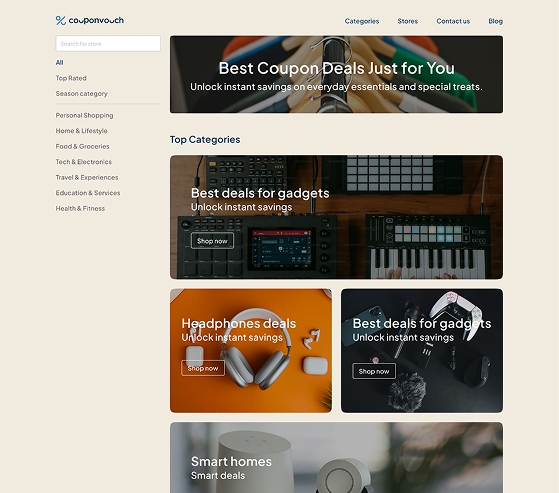 couponvouch
Categories
Stores
Contact us
Blog
Search for store
All
Top Rated
Season category
Personal Shopping
Home & Lifestyle
Food & Groceries
Tech & Electronics
Travel & Experiences
Education & Services
Health & Fitness
Best Coupon Deals Just for You
Unlock instant savings on everyday essentials and special treats.
Top Categories
Best deals for gadgets
Unlock instant savings
Shop now
Headphones deals
Unlock instant savings
Shop now
Best deals for gadgets
Unlock instant savings
Shop now
Smart homes
Smart deals